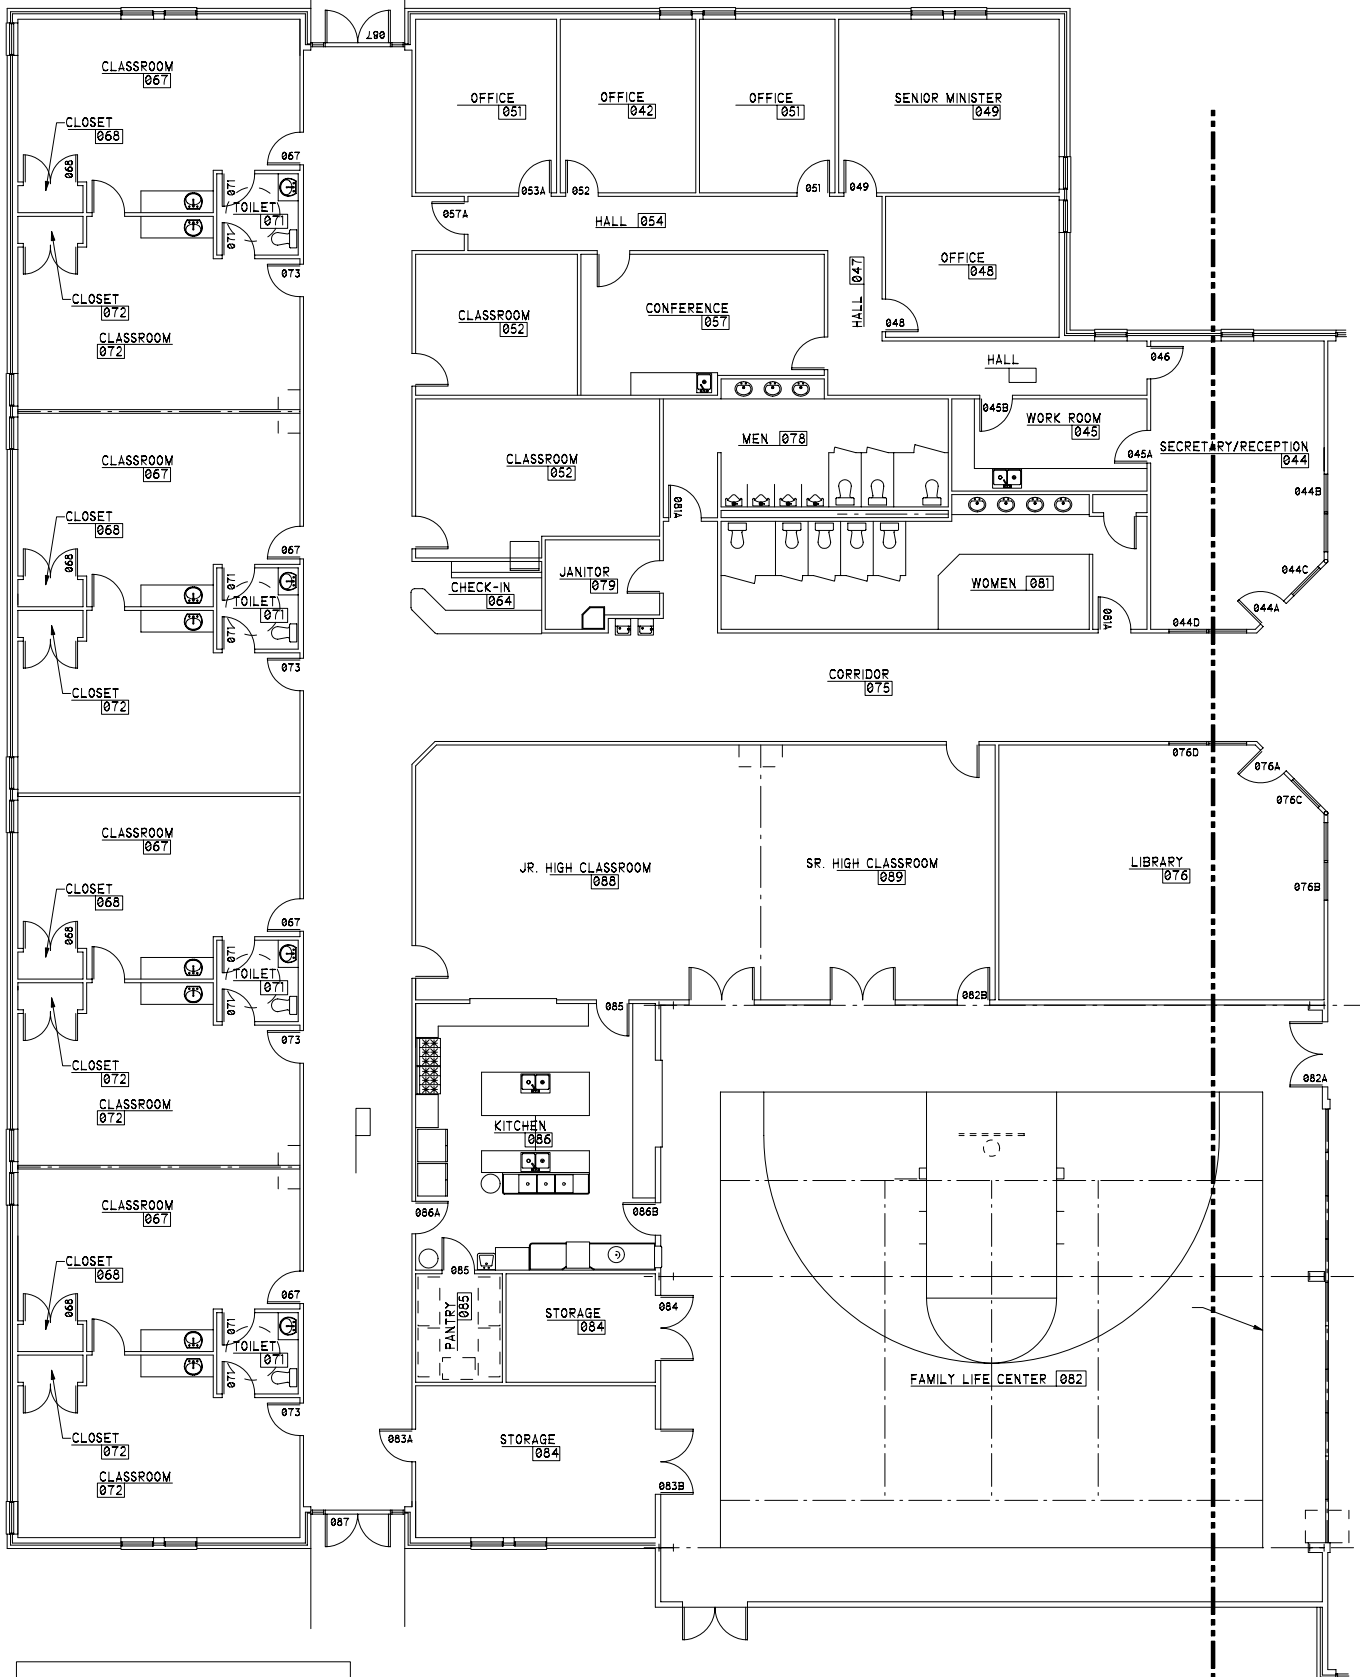 087
CLASSROOM
067
OFFICE
051
OFFICE
042
OFFICE
051
SENIOR MINISTER
049
CLOSET
068
068
067
053A
052
051
049
071
TOILET
071
071
057A
HALL 054
HALL 047
OFFICE
048
073
CLOSET
072
CLASSROOM
072
CLASSROOM
052
CONFERENCE
057
048
HALL
046
045B
WORK ROOM
045
045A
SECRETARY/RECEPTION
044
044B
MEN 078
CLASSROOM
067
CLASSROOM
052
081A
CLOSET
068
068
067
071
TOILET
071
071
JANITOR
079
CHECK-IN
064
WOMEN 081
081A
044C
044A
044D
073
CLOSET
072
CORRIDOR
075
076D
076A
076C
CLASSROOM
067
JR. HIGH CLASSROOM
088
SR. HIGH CLASSROOM
089
LIBRARY
076
076B
CLOSET
068
068
067
071
TOILET
071
071
085
082B
073
CLOSET
072
CLASSROOM
072
082A
KITCHEN
086
CLASSROOM
067
086A
086B
CLOSET
068
068
067
085
071
TOILET
071
071
PANTRY 085
STORAGE
084
084
FAMILY LIFE CENTER 082
073
CLOSET
072
CLASSROOM
072
083A
STORAGE
084
083B
087